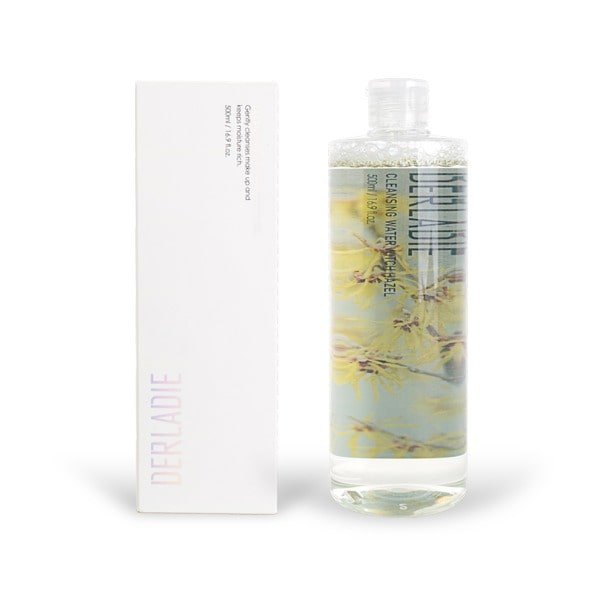 Gently cleanses make up and
keeps moisture rich.
500ml / 16.9 fl.oz.
DERLADIE
DERLADIE
CLEANSING WATER WITCH HAZEL
500ml / 16.9 fl.oz.